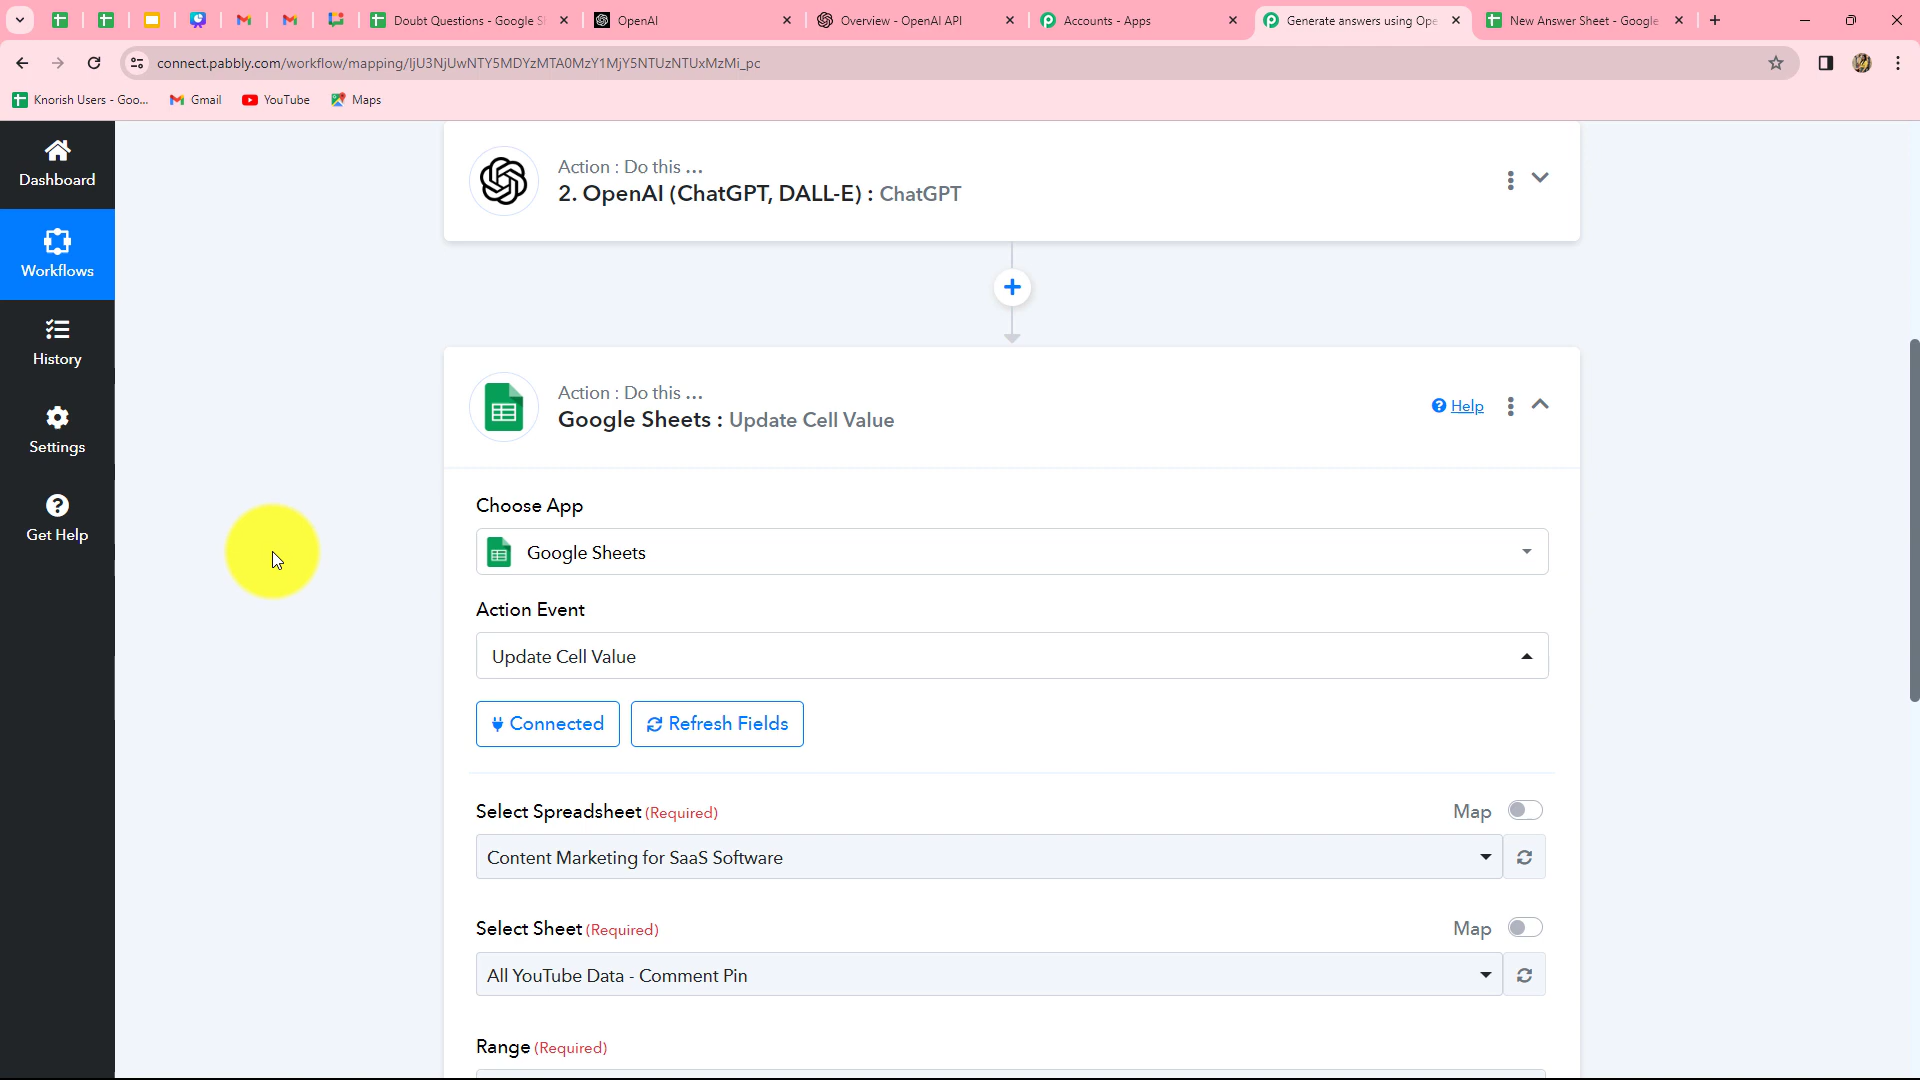 Doubt Questions - Google S
OpenAI
Overview - OpenAI API
Accounts - Apps
Generate answers using Ope
New Answer Sheet - Google
connect.pabbly.com/workflow/mapping/IjU3NjUwNTY5MDYzMTA0MzY1MjY5NTUzNTUxMzMi_pc
Knorish Users - Goo...
Gmail
YouTube
Maps
Dashboard
Workflows
History
Settings
Get Help
Action : Do this ...
2. OpenAI (ChatGPT, DALL-E) : ChatGPT
Action : Do this ...
Google Sheets : Update Cell Value
Help
Choose App
Google Sheets
Action Event
Update Cell Value
Connected
Refresh Fields
Select Spreadsheet (Required)
Map
Content Marketing for SaaS Software
Select Sheet (Required)
Map
All YouTube Data - Comment Pin
Range (Required)